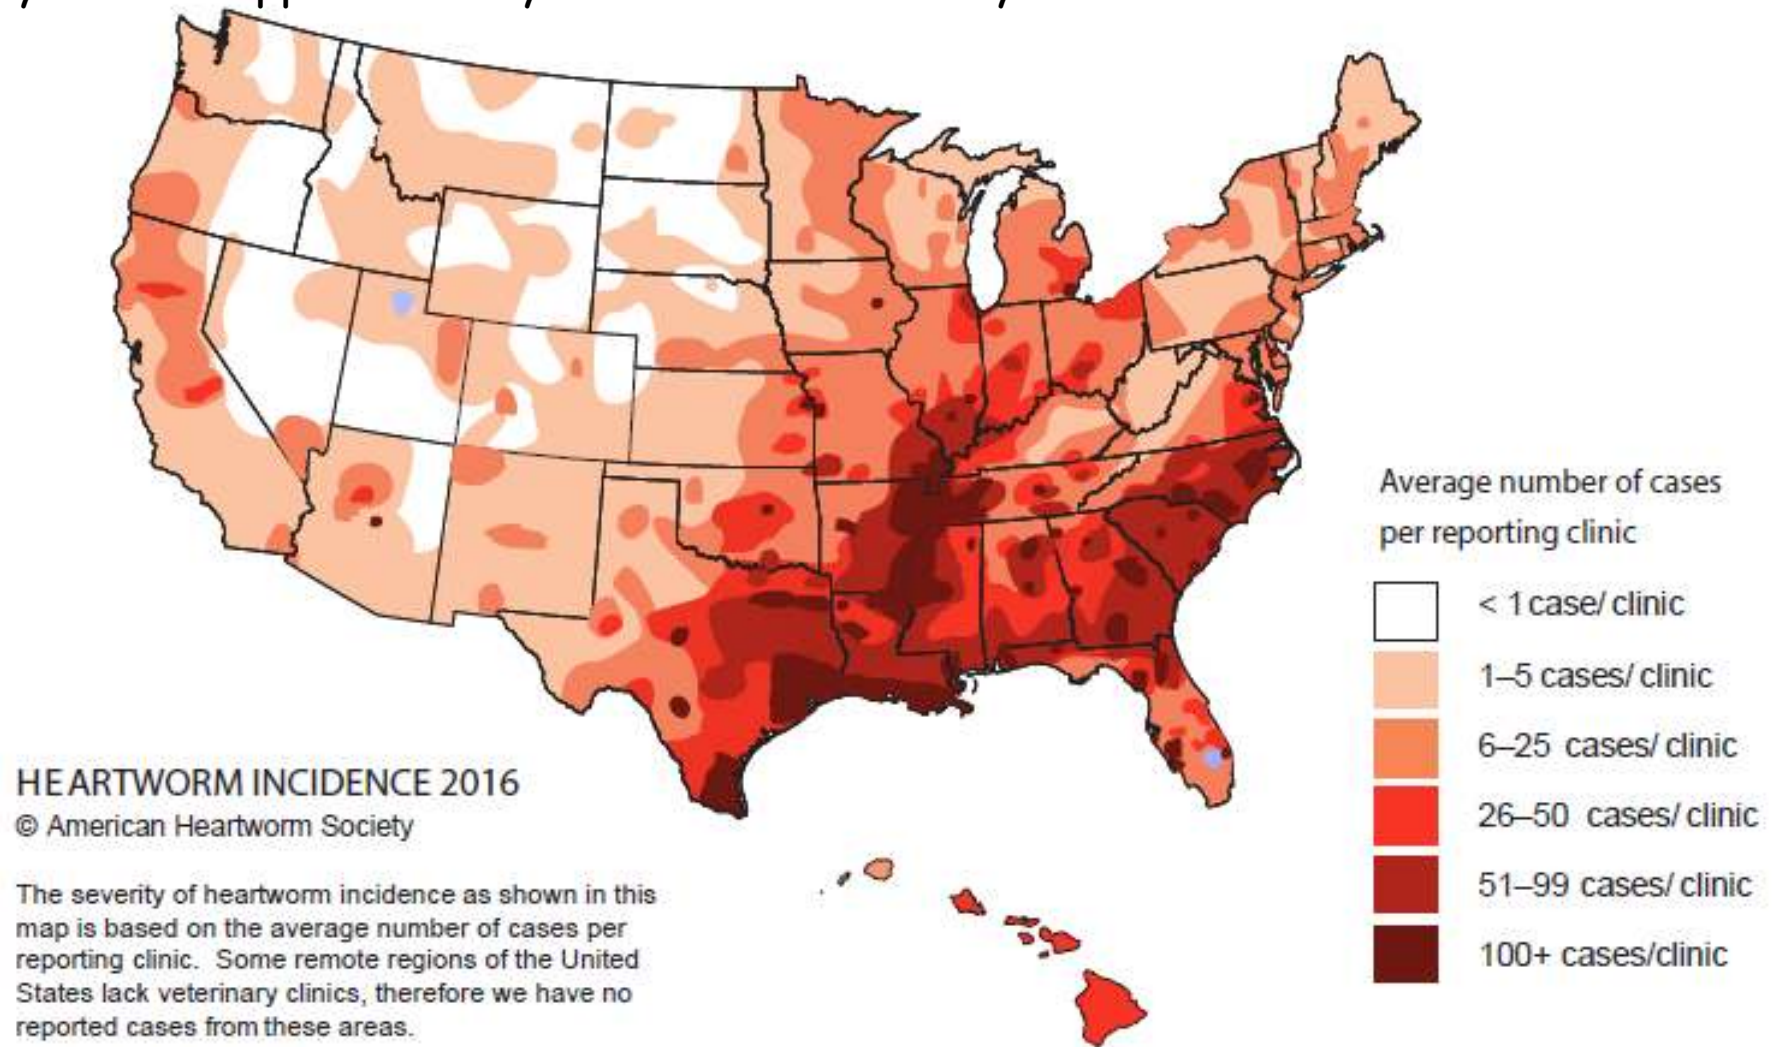 Average number of cases
per reporting clinic
< 1 case/ clinic
1–5 cases/ clinic
6–25 cases/ clinic
26–50 cases/ clinic
51–99 cases/ clinic
100+ cases/clinic
HEARTWORM INCIDENCE 2016
© American Heartworm Society
The severity of heartworm incidence as shown in this
map is based on the average number of cases per
reporting clinic. Some remote regions of the United
States lack veterinary clinics, therefore we have no
reported cases from these areas.